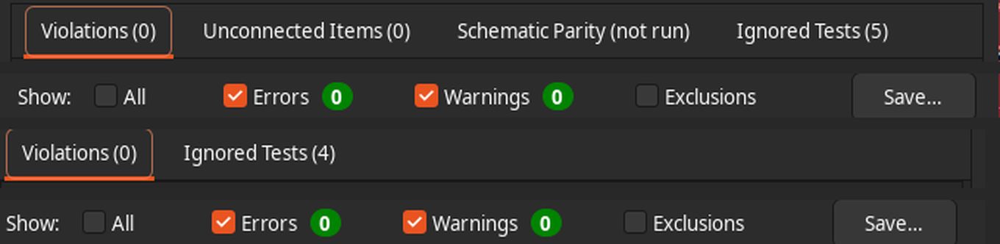 Violations (0) Unconnected Items (0) Schematic Parity (not run) Ignored Tests (5)
Show: All Errors 0 Warnings 0 Exclusions Save...
Violations (0) Ignored Tests (4)
Show: All Errors 0 Warnings 0 Exclusions Save...